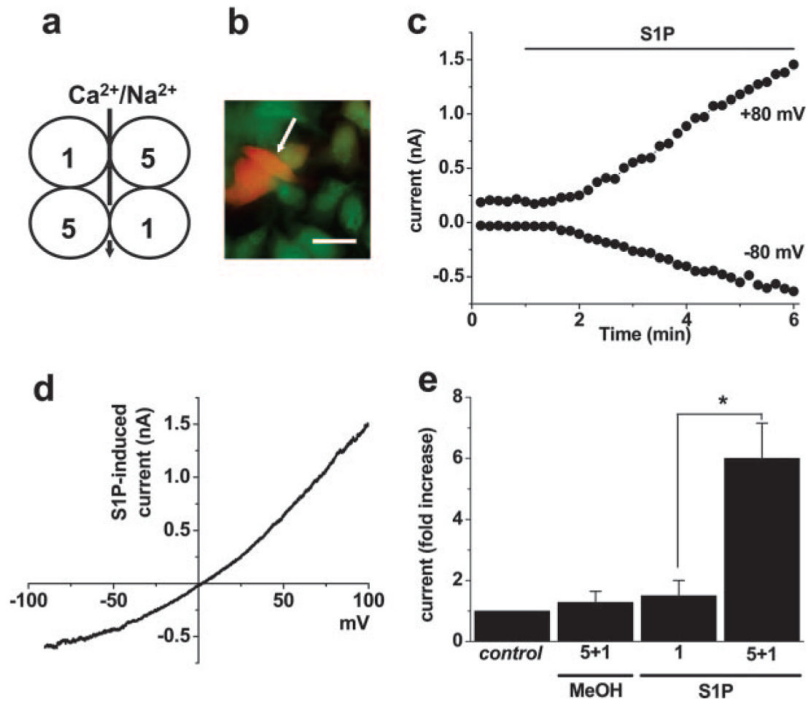 a
Ca²⁺/Na²⁺
1 5
5 1
b
c
S1P
current (nA)
1.5
1.0
0.5
0.0
-0.5
+80 mV
-80 mV
0 2 4 6
Time (min)
d
S1P-induced
current (nA)
1.5
1.0
0.5
-100 -50 50 100
mV
-0.5
e
current (fold increase)
8
6
4
2
0
*
control 5+1 1 5+1
MeOH S1P